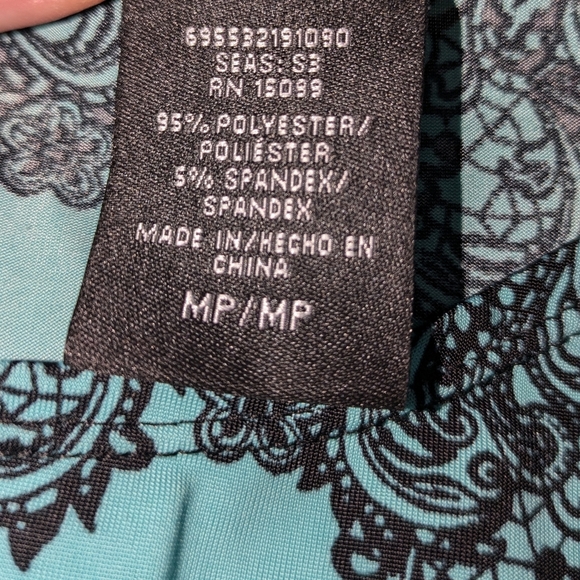 695532191090
SEAS: S3
RN 15099
95% POLYESTER/
POLIÉSTER
5% SPANDEX/
SPANDEX
MADE IN/HECHO EN
CHINA
MP/MP